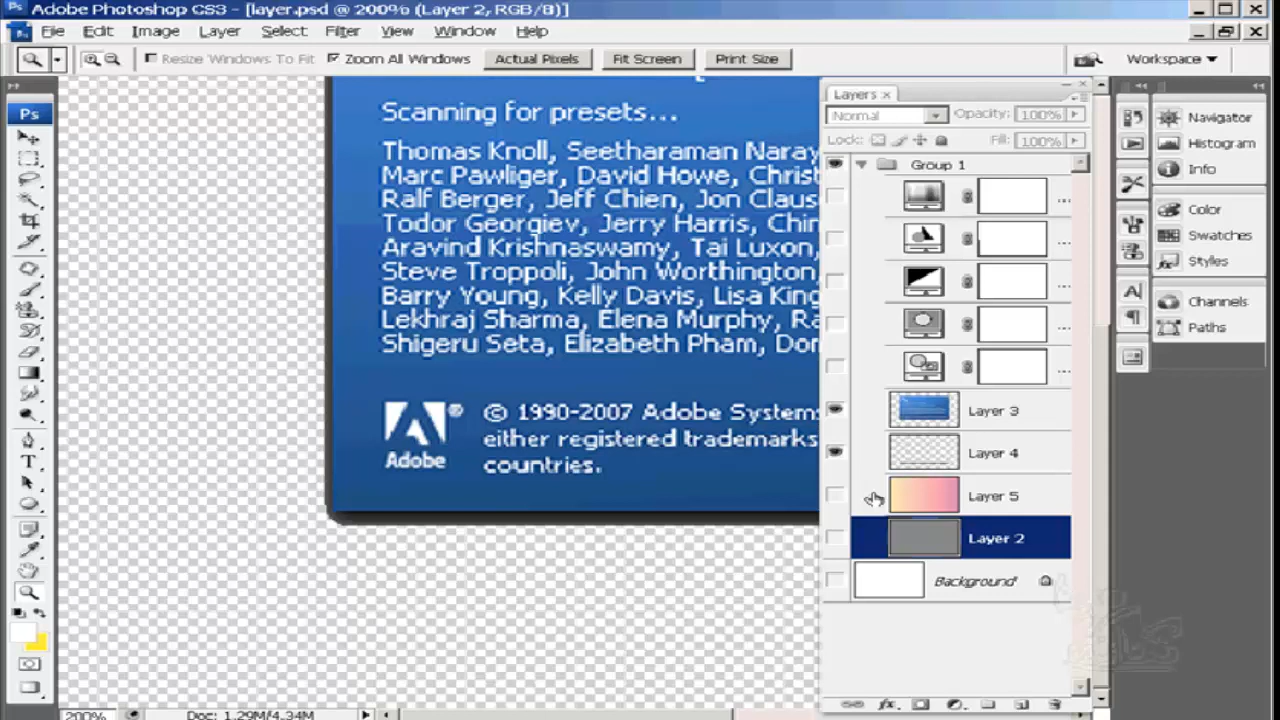 Adobe Photoshop CS3 - [layer.psd @ 200% (Layer 2, RGB/8)]
File Edit Image Layer Select Filter View Window Help
Resize Windows To Fit Zoom All Windows Actual Pixels Fit Screen Print Size Workspace
Ps
Layers x
Normal Opacity: 100%
Lock: Fill: 100%
Group 1
...
...
...
...
...
Layer 3
Layer 4
Layer 5
Layer 2
Background
Navigator
Histogram
Info
Color
Swatches
Styles
Channels
Paths
Scanning for presets...
Thomas Knoll, Seetharaman Naray
Marc Pawliger, David Howe, Christ
Ralf Berger, Jeff Chien, Jon Claus
Todor Georgiev, Jerry Harris, Chin
Aravind Krishnaswamy, Tai Luxon,
Steve Troppoli, John Worthington,
Barry Young, Kelly Davis, Lisa King
Lekhraj Sharma, Elena Murphy, Ra
Shigeru Seta, Elizabeth Pham, Don
Adobe
® © 1990-2007 Adobe Systems
either registered trademarks
countries.
200% Doc: 1.29M/4.34M